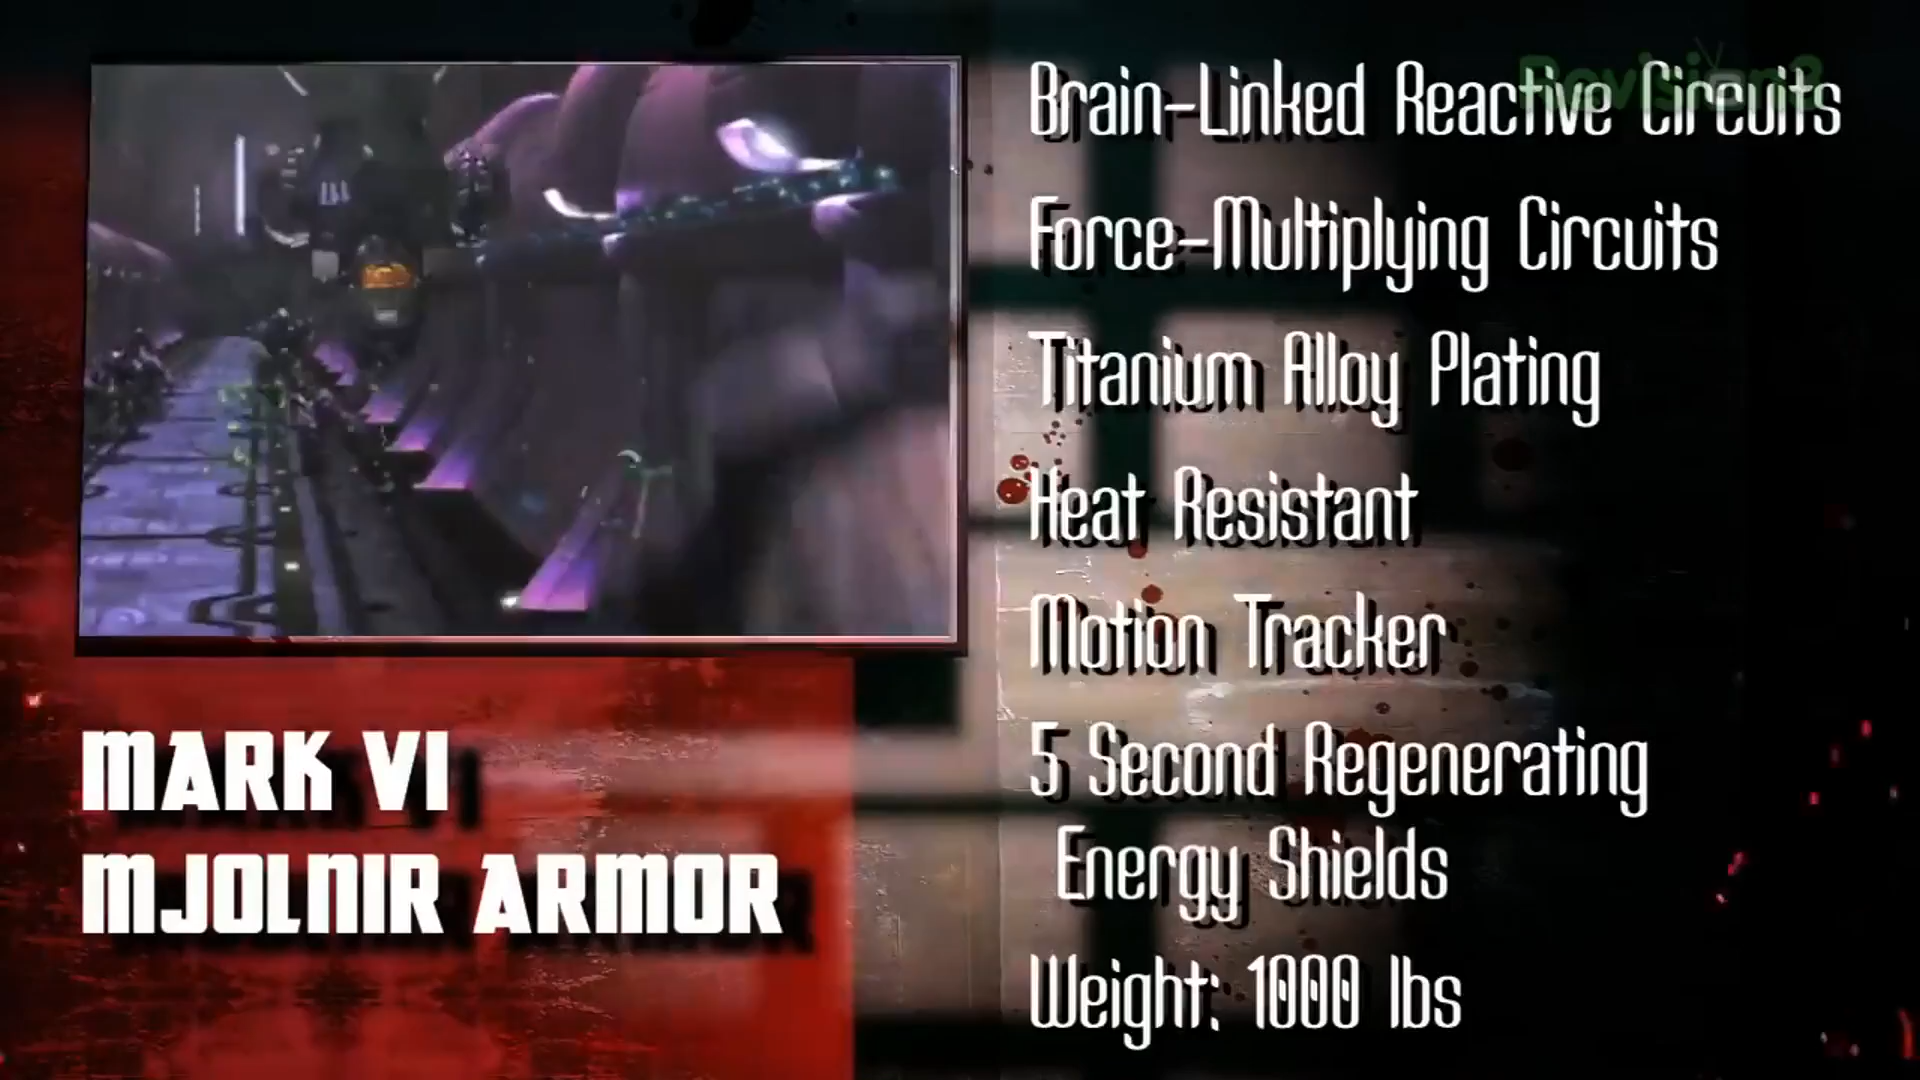 Revision3
Brain-Linked Reactive Circuits
Force-Multiplying Circuits
Titanium Alloy Plating
Heat Resistant
Motion Tracker
5 Second Regenerating
Energy Shields
Weight: 1000 lbs
MARK VI
MJOLNIR ARMOR